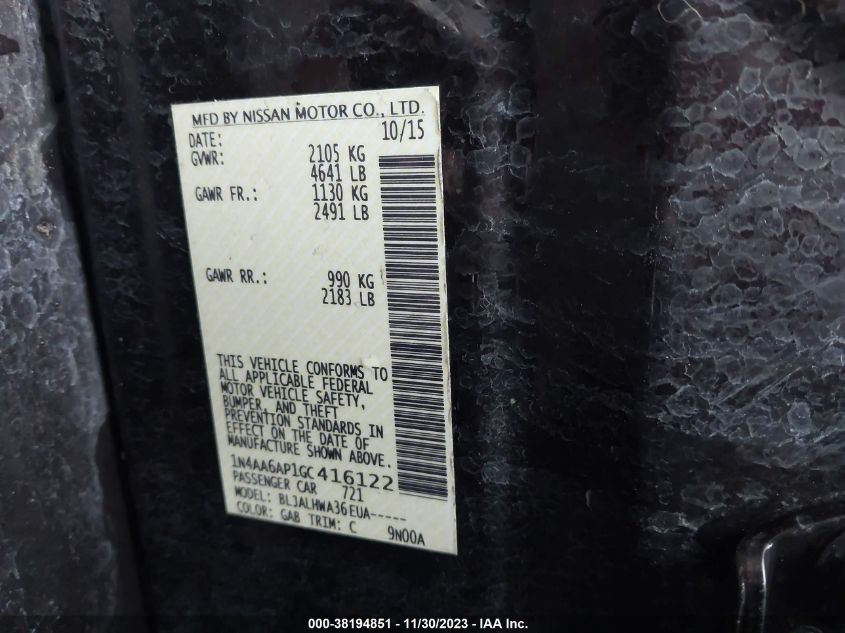 MFD BY NISSAN MOTOR CO., LTD.
DATE: 10/15
GVWR: 2105 KG
4641 LB
GAWR FR.: 1130 KG
2491 LB
GAWR RR.: 990 KG
2183 LB
THIS VEHICLE CONFORMS TO
ALL APPLICABLE FEDERAL
MOTOR VEHICLE SAFETY,
BUMPER, AND THEFT
PREVENTION STANDARDS IN
EFFECT ON THE DATE OF
MANUFACTURE SHOWN ABOVE.
1N4AA6AP1GC416122
PASSENGER CAR 721
MODEL: BLJALHWA36EUA-----
COLOR: GAB TRIM: C 9N00A
000-38194851 - 11/30/2023 - IAA Inc.